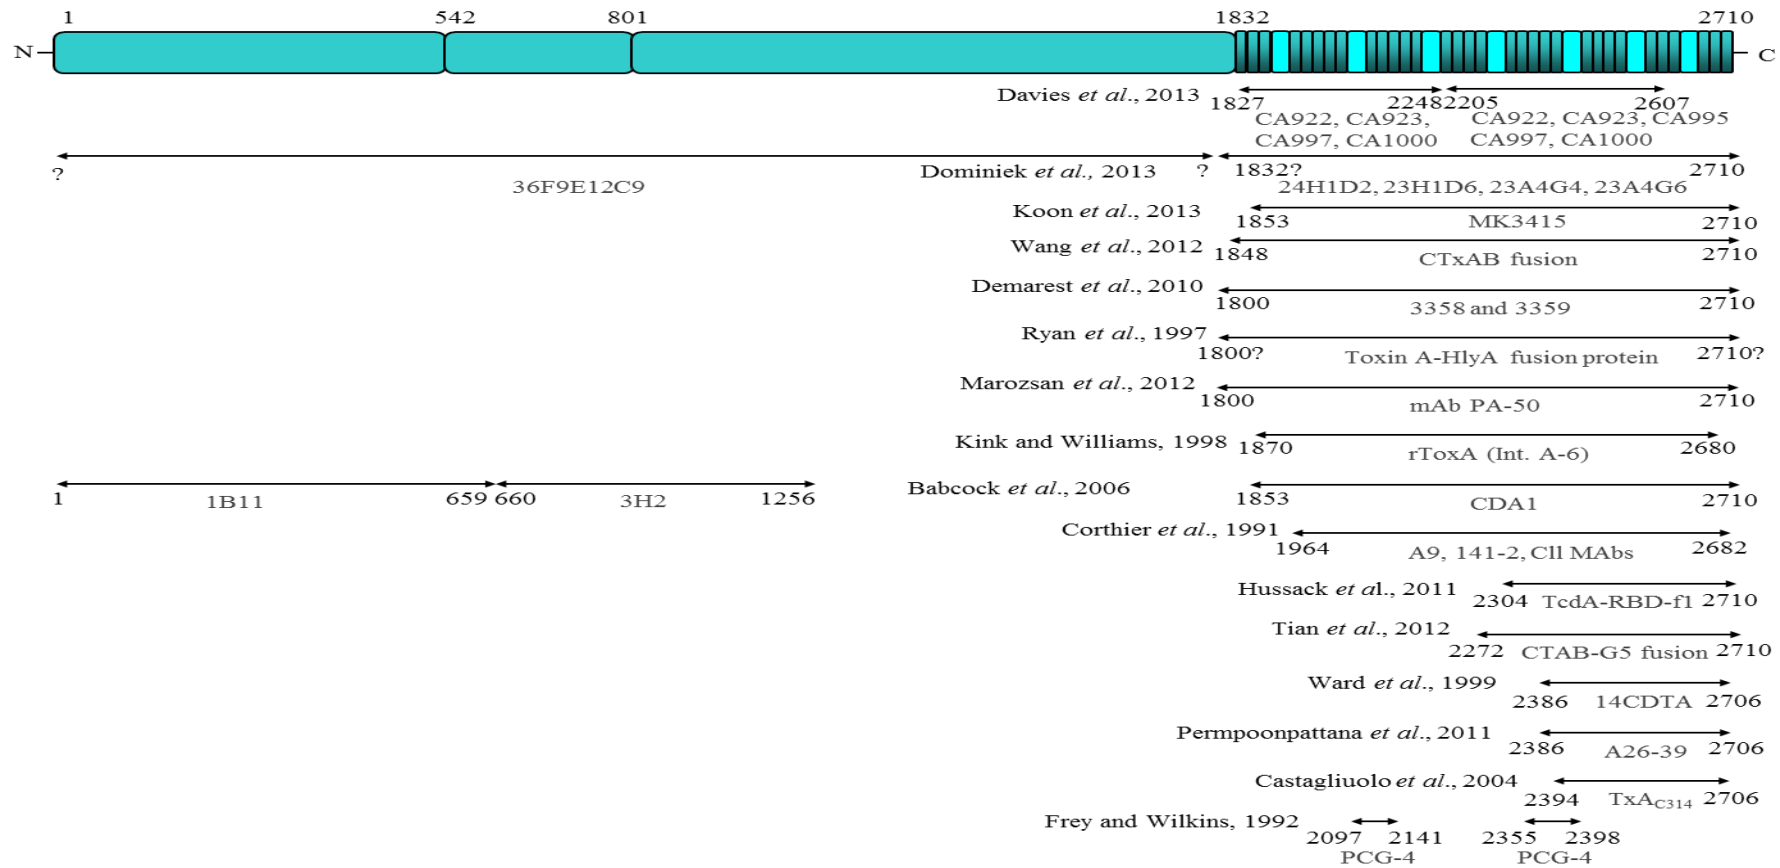 1 542 801 1832 2710
N C
Davies et al., 2013 1827 22482205 2607
CA922, CA923, CA922, CA923, CA995
CA997, CA1000 CA997, CA1000
? Dominiek et al., 2013 ? 1832? 2710
36F9E12C9 24H1D2, 23H1D6, 23A4G4, 23A4G6
Koon et al., 2013 1853 MK3415 2710
Wang et al., 2012 1848 CTxAB fusion 2710
Demarest et al., 2010 1800 3358 and 3359 2710
Ryan et al., 1997 1800? Toxin A-HlyA fusion protein 2710?
Marozsan et al., 2012 1800 mAb PA-50 2710
Kink and Williams, 1998 1870 rToxA (Int. A-6) 2680
1 1B11 659 660 3H2 1256 Babcock et al., 2006 1853 CDA1 2710
Corthier et al., 1991 1964 A9, 141-2, Cll MAbs 2682
Hussack et al., 2011 2304 TcdA-RBD-f1 2710
Tian et al., 2012 2272 CTAB-G5 fusion 2710
Ward et al., 1999 2386 14CDTA 2706
Permpoonpattana et al., 2011 2386 A26-39 2706
Castagliuolo et al., 2004 2394 TxAC314 2706
Frey and Wilkins, 1992 2097 2141 2355 2398
PCG-4 PCG-4